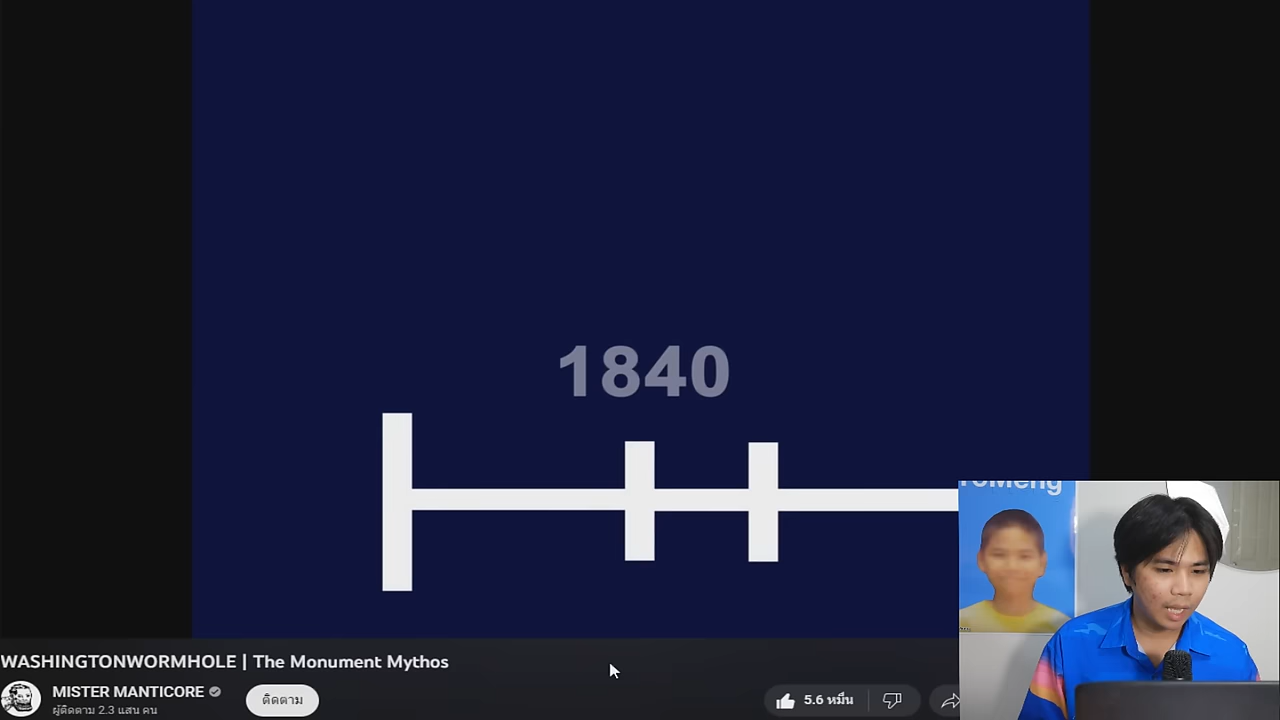 1840
WASHINGTONWORMHOLE | The Monument Mythos
MISTER MANTICORE
ผู้ติดตาม 2.3 แสน คน
ติดตาม
5.6 หมื่น